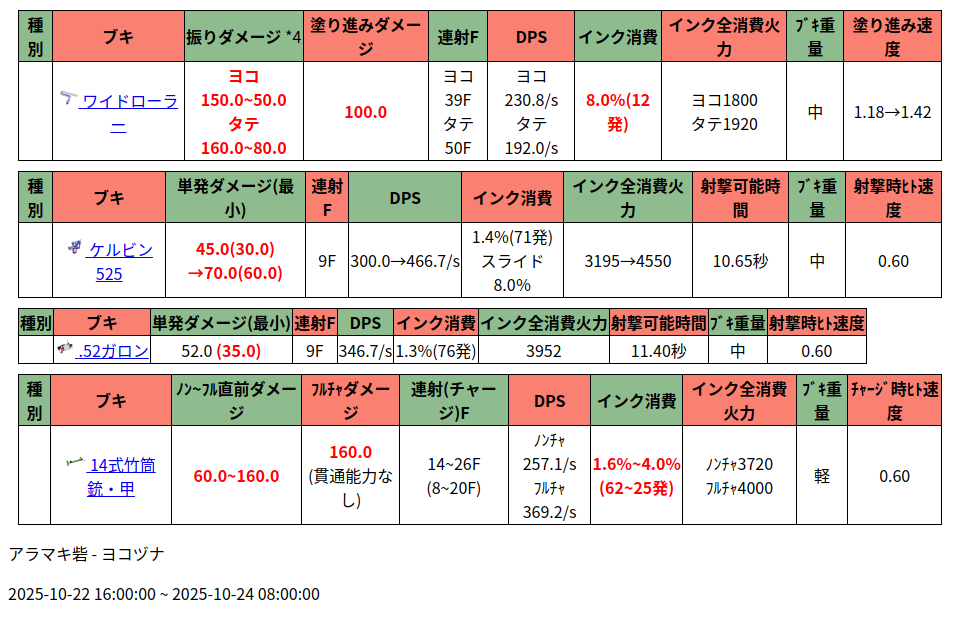 種別 ブキ 振りダメージ *4 塗り進みダメージ 連射F DPS インク消費 インク全消費火力 ﾌﾞｷ重量 塗り進み速度
ワイドローラー ヨコ 150.0~50.0 タテ 160.0~80.0 100.0 ヨコ 39F タテ 50F ヨコ 230.8/s タテ 192.0/s 8.0%(12発) ヨコ1800 タテ1920 中 1.18→1.42
種別 ブキ 単発ダメージ(最小) 連射F DPS インク消費 インク全消費火力 射撃可能時間 ﾌﾞｷ重量 射撃時ﾋﾄ速度
ケルビン525 45.0(30.0)→70.0(60.0) 9F 300.0→466.7/s 1.4%(71発) スライド 8.0% 3195→4550 10.65秒 中 0.60
種別 ブキ 単発ダメージ(最小) 連射F DPS インク消費 インク全消費火力 射撃可能時間 ﾌﾞｷ重量 射撃時ﾋﾄ速度
.52ガロン 52.0 (35.0) 9F 346.7/s 1.3%(76発) 3952 11.40秒 中 0.60
種別 ブキ ﾉﾝ~ﾌﾙ直前ダメージ ﾌﾙﾁｬダメージ 連射(チャージ)F DPS インク消費 インク全消費火力 ﾌﾞｷ重量 ﾁｬｰｼﾞ時ﾋﾄ速度
14式竹筒銃・甲 60.0~160.0 160.0 (貫通能力なし) 14~26F (8~20F) ﾉﾝﾁｬ 257.1/s ﾌﾙﾁｬ 369.2/s 1.6%~4.0% (62~25発) ﾉﾝﾁｬ3720 ﾌﾙﾁｬ4000 軽 0.60
アラマキ砦 - ヨコヅナ
2025-10-22 16:00:00 ~ 2025-10-24 08:00:00